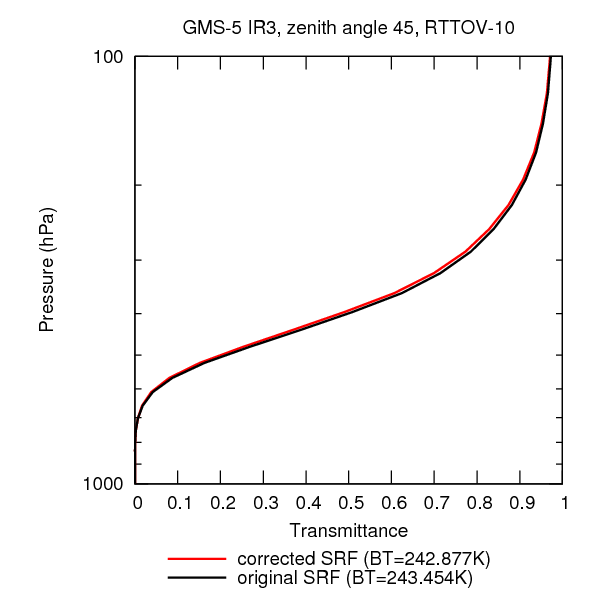 GMS-5 IR3, zenith angle 45, RTTOV-10
100
Pressure (hPa)
1000
0 0.1 0.2 0.3 0.4 0.5 0.6 0.7 0.8 0.9 1
Transmittance
corrected SRF (BT=242.877K)
original SRF (BT=243.454K)